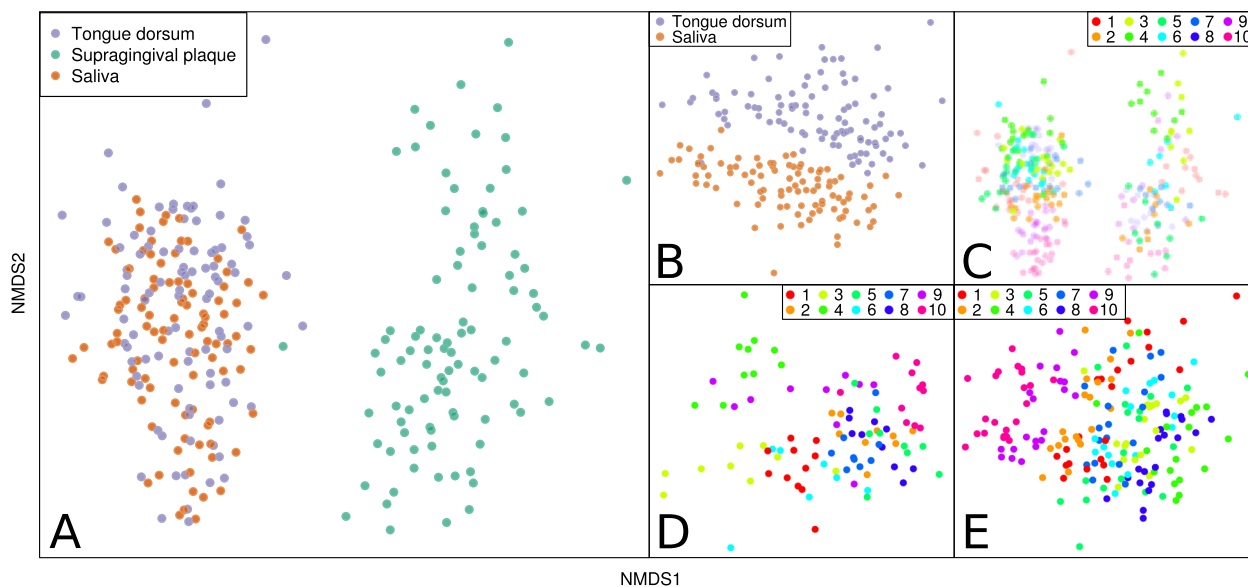 Tongue dorsum
Supragingival plaque
Saliva
A
NMDS2
Tongue dorsum
Saliva
B
1 3 5 7 9
2 4 6 8 10
C
1 3 5 7 9
2 4 6 8 10
D
1 3 5 7 9
2 4 6 8 10
E
NMDS1